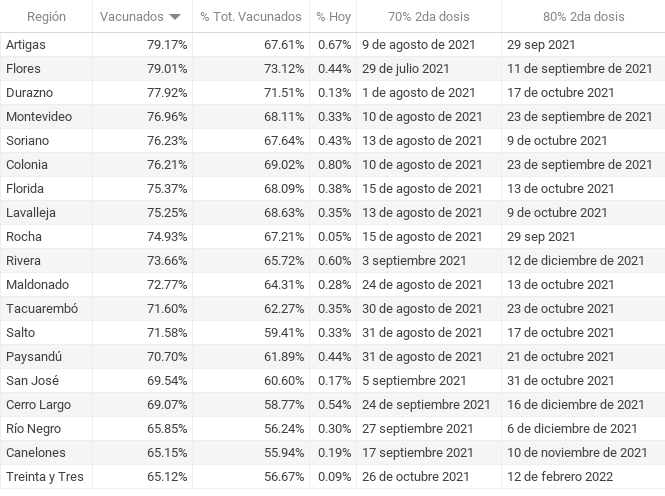 Región Vacunados % Tot. Vacunados % Hoy 70% 2da dosis 80% 2da dosis
Artigas 79.17% 67.61% 0.67% 9 de agosto de 2021 29 sep 2021
Flores 79.01% 73.12% 0.44% 29 de julio 2021 11 de septiembre de 2021
Durazno 77.92% 71.51% 0.13% 1 de agosto de 2021 17 de octubre 2021
Montevideo 76.96% 68.11% 0.33% 10 de agosto de 2021 23 de septiembre de 2021
Soriano 76.23% 67.64% 0.43% 13 de agosto de 2021 9 de octubre 2021
Colonia 76.21% 69.02% 0.80% 10 de agosto de 2021 23 de septiembre de 2021
Florida 75.37% 68.09% 0.38% 15 de agosto de 2021 13 de octubre 2021
Lavalleja 75.25% 68.63% 0.35% 13 de agosto de 2021 9 de octubre 2021
Rocha 74.93% 67.21% 0.05% 15 de agosto de 2021 29 sep 2021
Rivera 73.66% 65.72% 0.60% 3 septiembre 2021 12 de diciembre de 2021
Maldonado 72.77% 64.31% 0.28% 24 de agosto de 2021 13 de octubre 2021
Tacuarembó 71.60% 62.27% 0.35% 30 de agosto de 2021 23 de octubre 2021
Salto 71.58% 59.41% 0.33% 31 de agosto de 2021 17 de octubre 2021
Paysandú 70.70% 61.89% 0.44% 31 de agosto de 2021 21 de octubre 2021
San José 69.54% 60.60% 0.17% 5 septiembre 2021 31 de octubre 2021
Cerro Largo 69.07% 58.77% 0.54% 24 de septiembre 2021 16 de diciembre de 2021
Río Negro 65.85% 56.24% 0.30% 27 septiembre 2021 6 de diciembre de 2021
Canelones 65.15% 55.94% 0.19% 17 septiembre 2021 10 de noviembre de 2021
Treinta y Tres 65.12% 56.67% 0.09% 26 de octubre de 2021 12 de febrero 2022